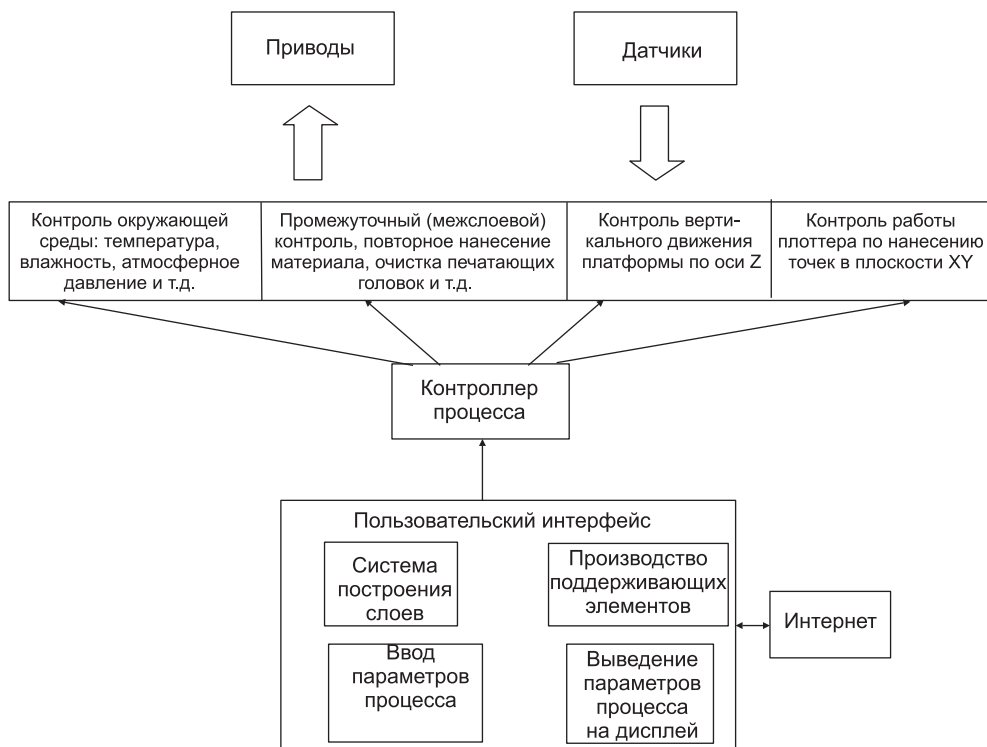 Приводы
Датчики
Контроль окружающей
среды: температура,
влажность, атмосферное
давление и т.д.
Промежуточный (межслоевой)
контроль, повторное нанесение
материала, очистка печатающих
головок и т.д.
Контроль верти-
кального движения
платформы по оси Z
Контроль работы
плоттера по нанесению
точек в плоскости XY
Контроллер
процесса
Пользовательский интерфейс
Система
построения
слоев
Производство
поддерживающих
элементов
Ввод
параметров
процесса
Выведение
параметров
процесса
на дисплей
Интернет